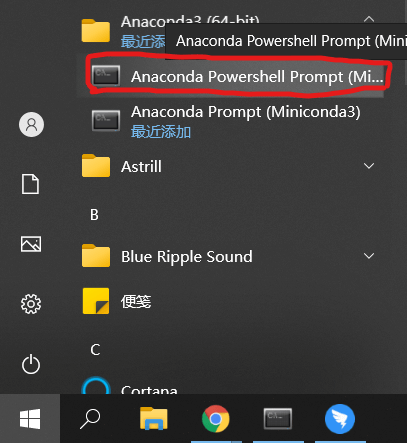 Anaconda3 (64-bit)
最近添加
Anaconda Powershell Prompt (Mini
Anaconda Powershell Prompt (Mi...
Anaconda Prompt (Miniconda3)
最近添加
Astrill
B
Blue Ripple Sound
便笺
C
Cortana